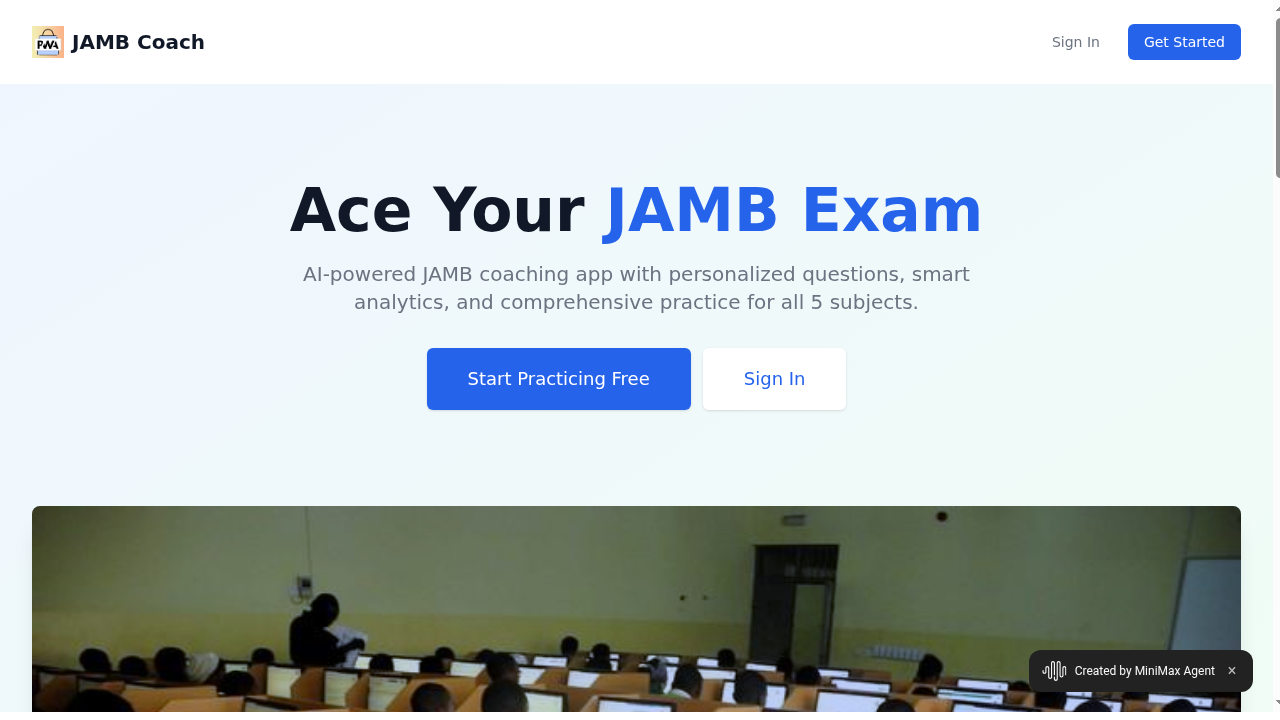 PWA
JAMB Coach
Sign In
Get Started
Ace Your JAMB Exam
AI-powered JAMB coaching app with personalized questions, smart
analytics, and comprehensive practice for all 5 subjects.
Start Practicing Free
Sign In
Created by MiniMax Agent